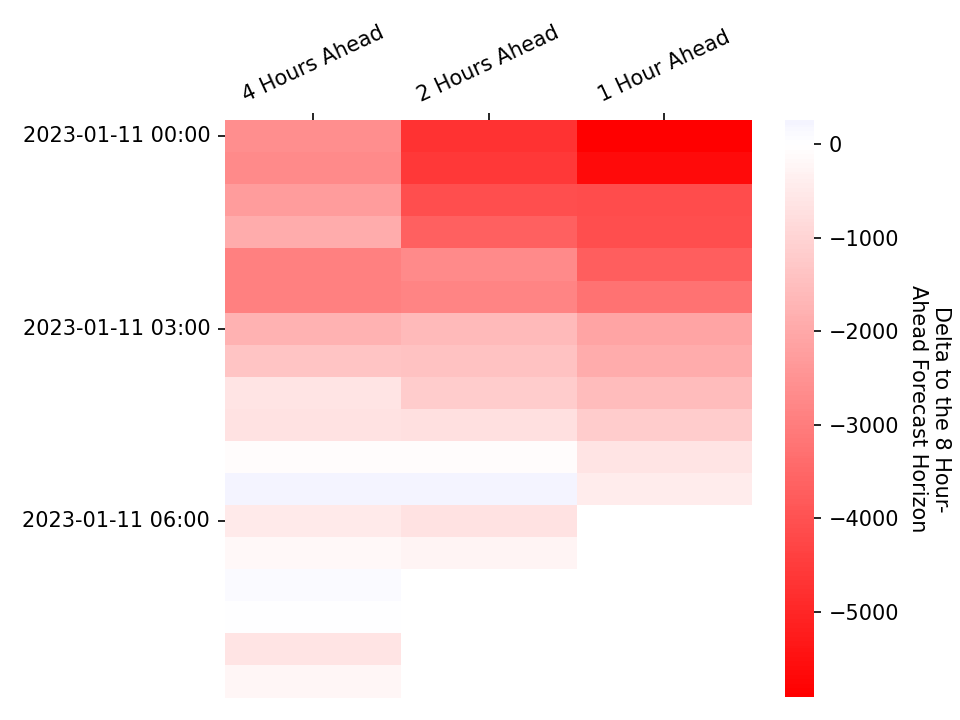 4 Hours Ahead
2 Hours Ahead
1 Hour Ahead
2023-01-11 00:00
2023-01-11 03:00
2023-01-11 06:00
0
−1000
−2000
−3000
−4000
−5000
Delta to the 8 Hour-
Ahead Forecast Horizon